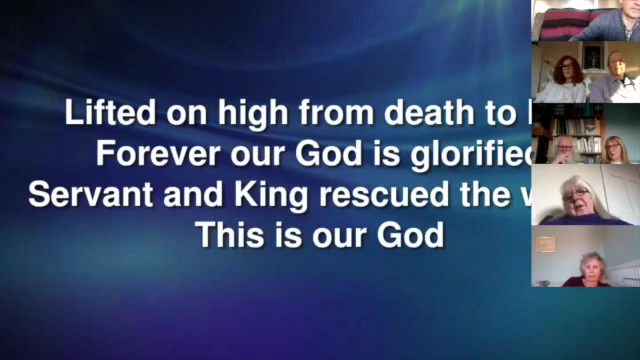 Lifted on high from death to
Forever our God is glorified
Servant and King rescued the
This is our God